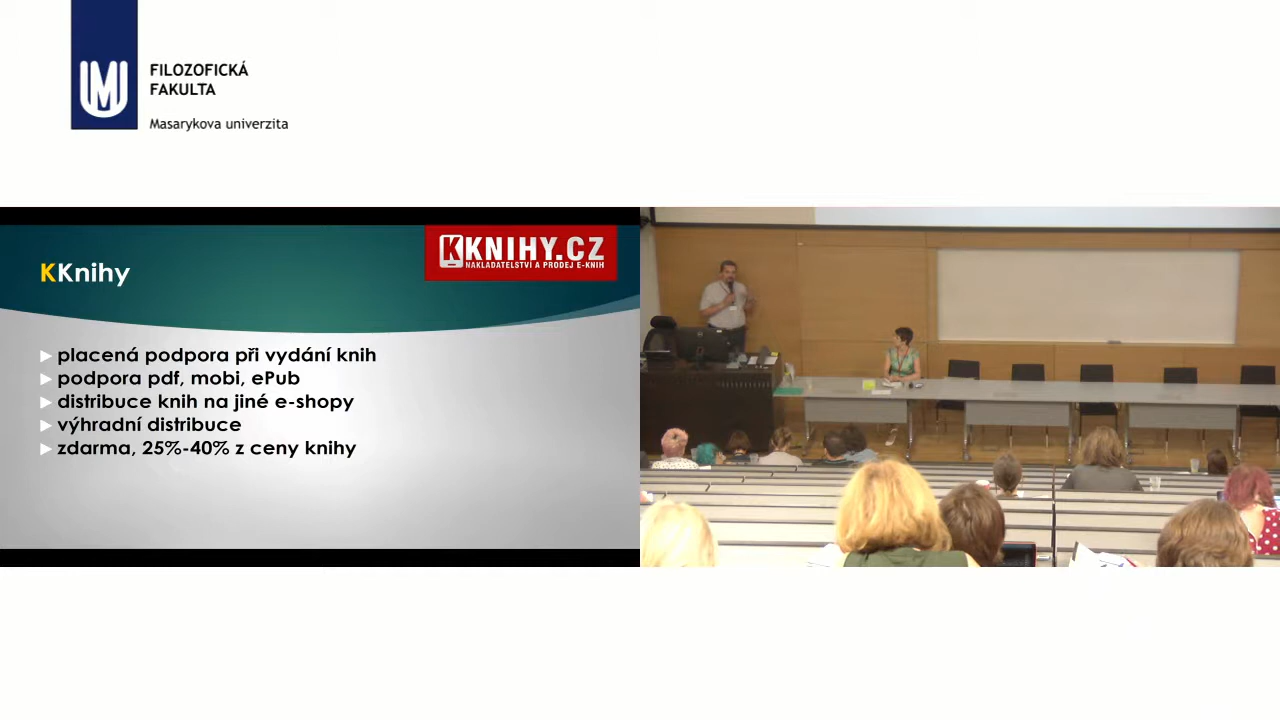 FILOZOFICKÁ
FAKULTA
Masarykova univerzita
KKnihy
KKNIHY.CZ
NAKLADATELSTVÍ A PRODEJ E-KNIH
placená podpora při vydání knih
podpora pdf, mobi, ePub
distribuce knih na jiné e-shopy
výhradní distribuce
zdarma, 25%-40% z ceny knihy